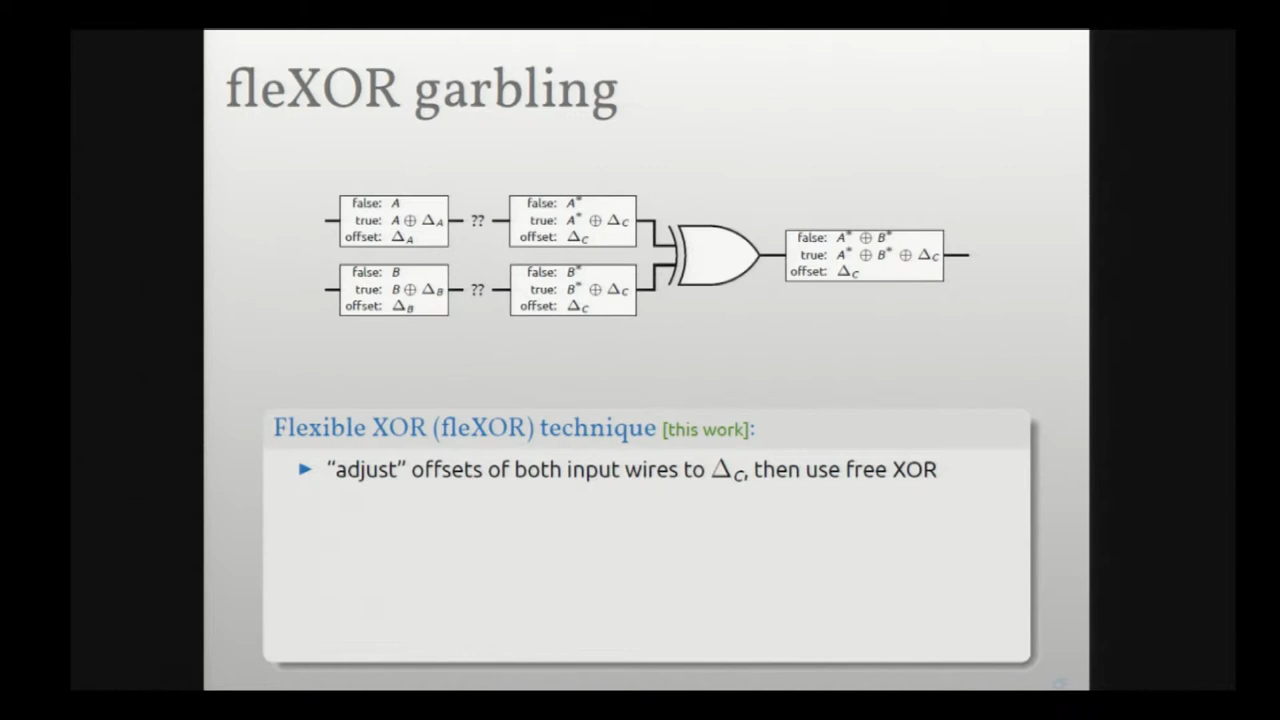 fleXOR garbling
false: A
true: A ⊕ Δ_A
offset: Δ_A
??
false: A*
true: A* ⊕ Δ_C
offset: Δ_C
false: B
true: B ⊕ Δ_B
offset: Δ_B
??
false: B*
true: B* ⊕ Δ_C
offset: Δ_C
false: A* ⊕ B*
true: A* ⊕ B* ⊕ Δ_C
offset: Δ_C
Flexible XOR (fleXOR) technique [this work]:
► “adjust” offsets of both input wires to Δ_C, then use free XOR